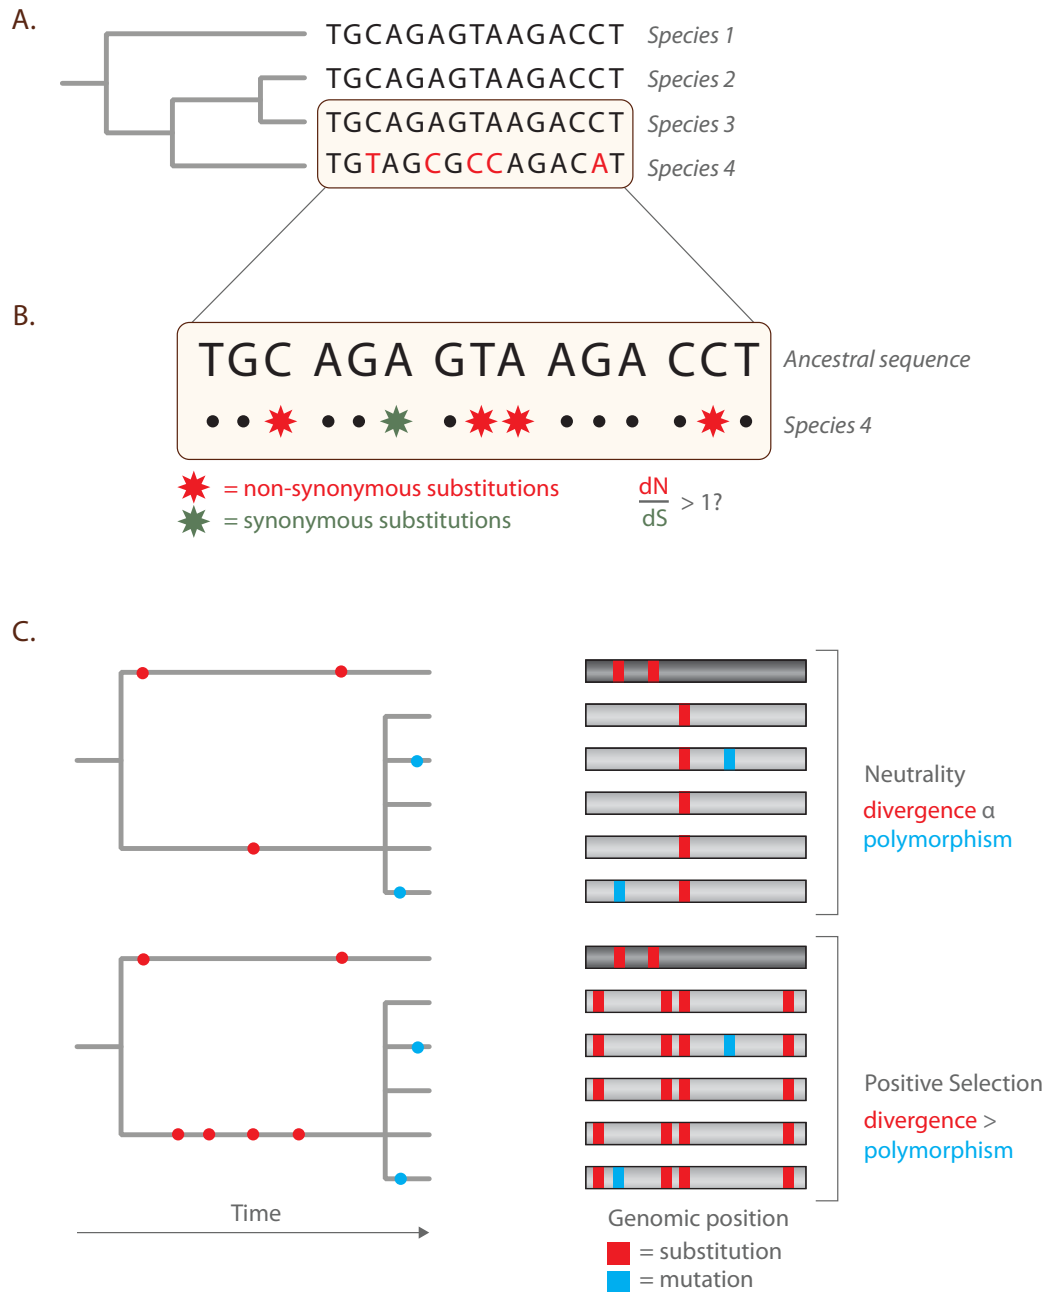 A.
TGCAGAGTAAGACCT Species 1
TGCAGAGTAAGACCT Species 2
TGCAGAGTAAGACCT Species 3
TGTAGCGCCAGACAT Species 4
B.
TGC AGA GTA AGA CCT Ancestral sequence
Species 4
= non-synonymous substitutions
= synonymous substitutions
dN
dS
> 1?
C.
Neutrality
divergence α
polymorphism
Positive Selection
divergence >
polymorphism
Time
Genomic position
= substitution
= mutation